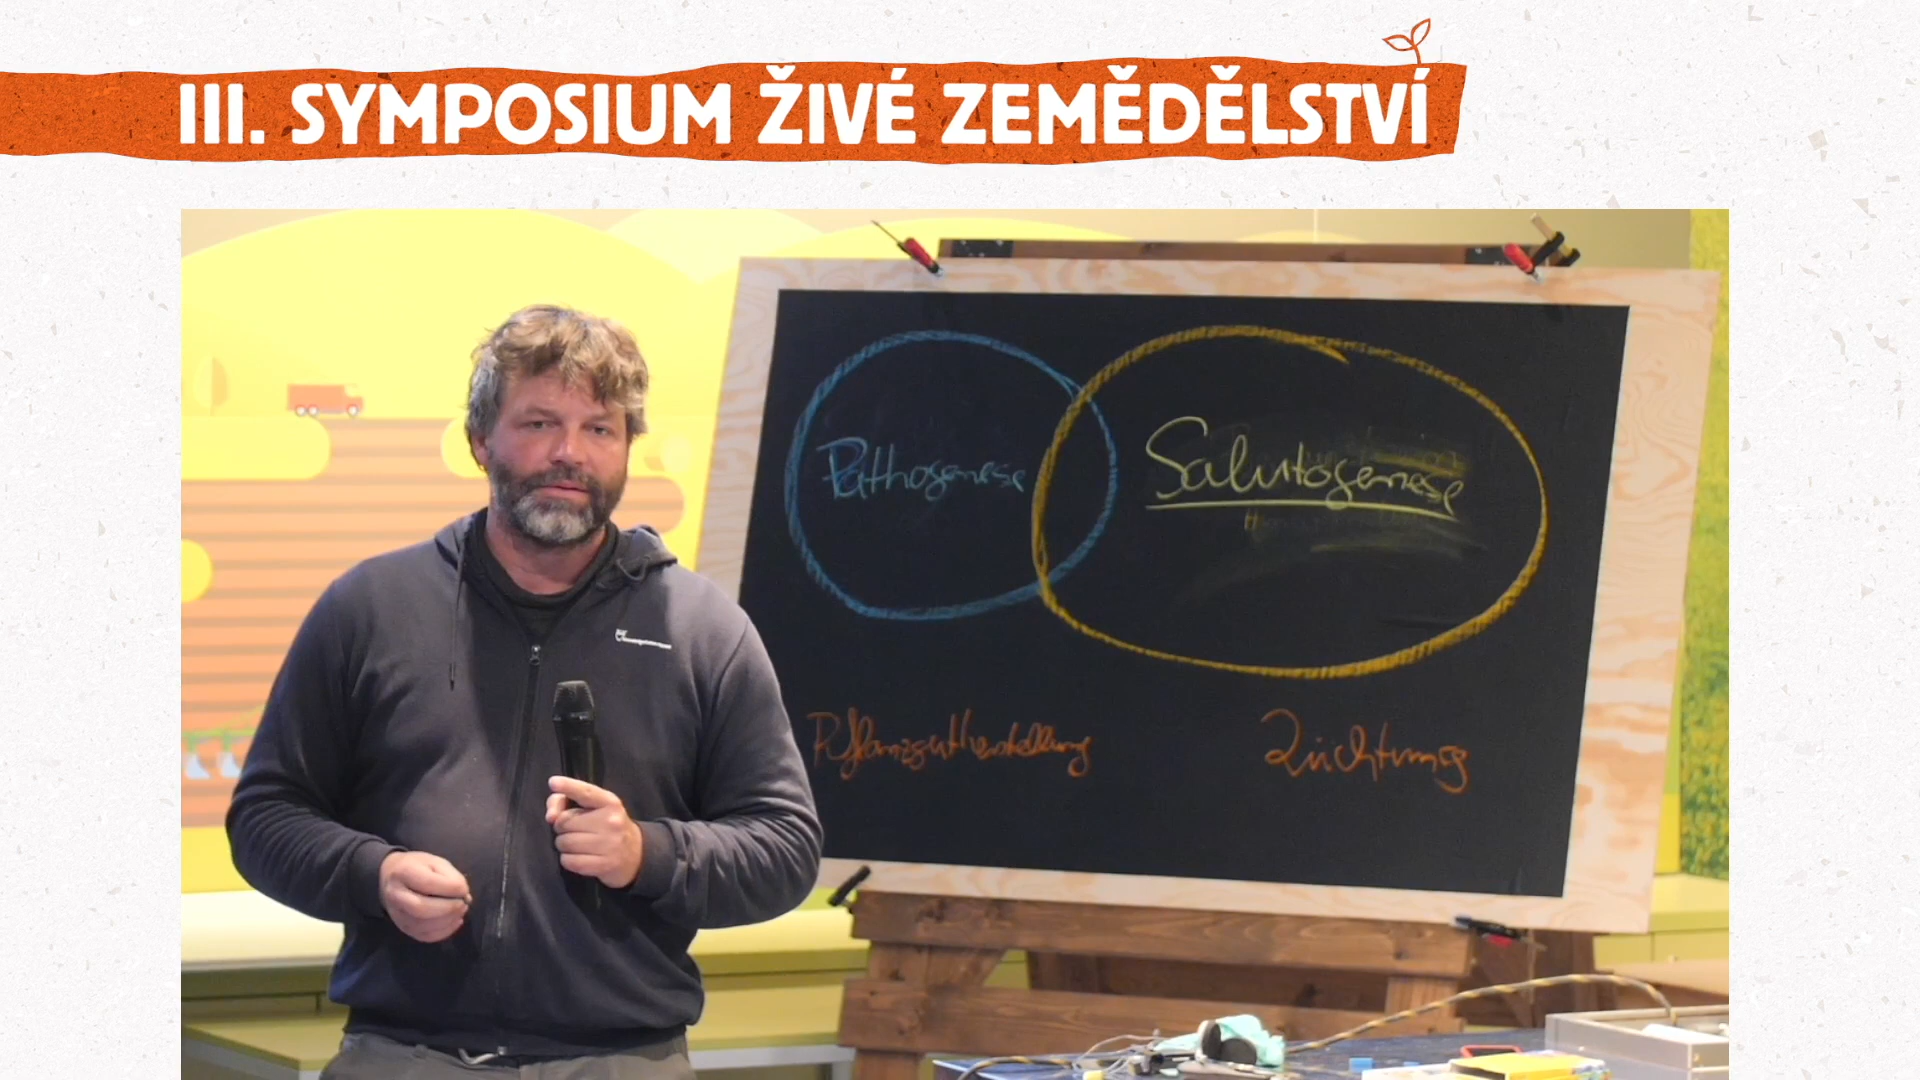 III. SYMPOSIUM ŽIVÉ ZEMĚDĚLSTVÍ
Pathogenese
Salutogenese
Pflanzgutherstellung
Züchtung